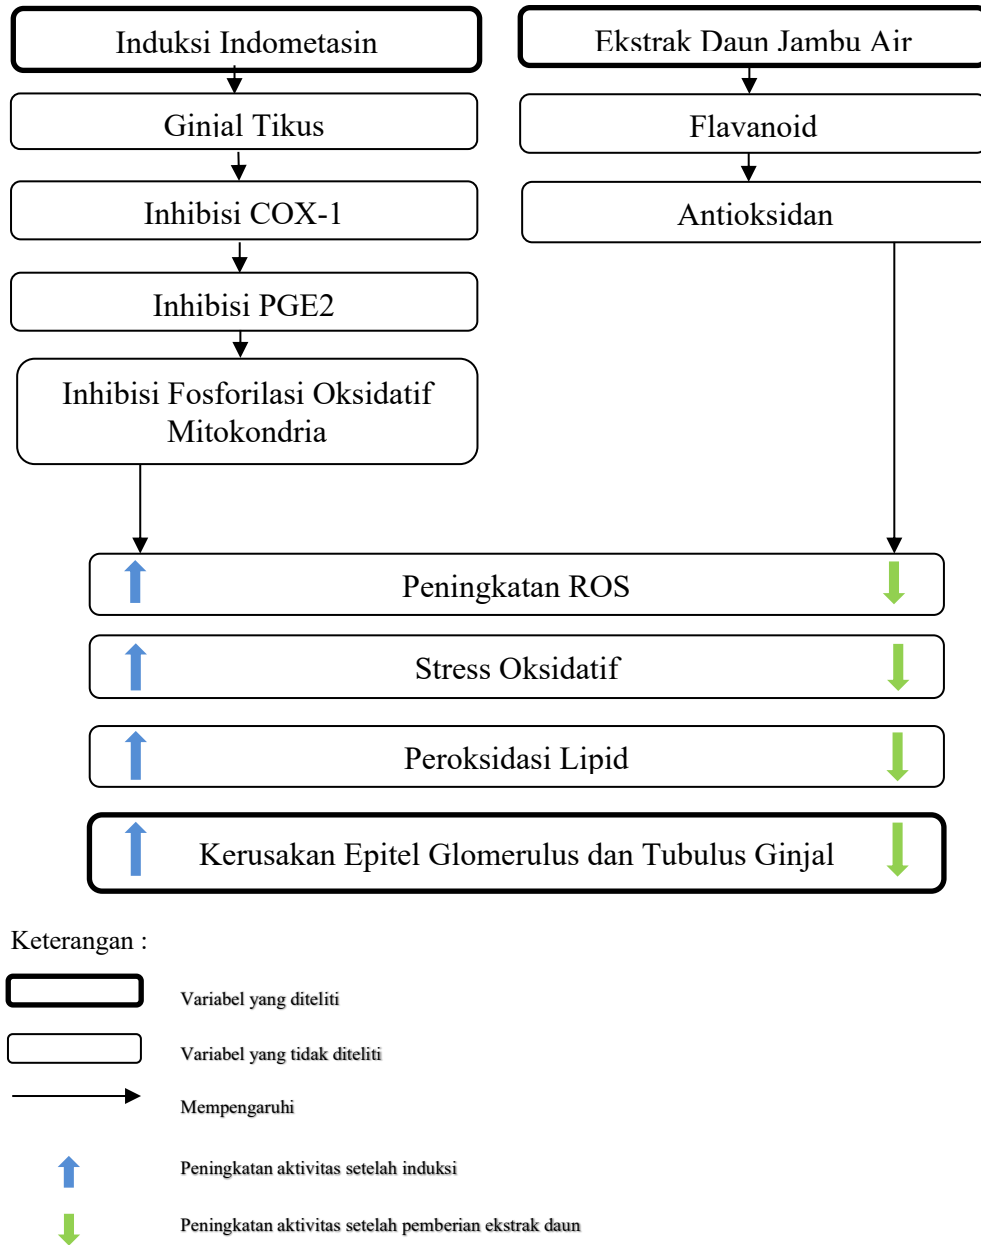 Induksi Indometasin
Ekstrak Daun Jambu Air
Ginjal Tikus
Flavanoid
Inhibisi COX-1
Antioksidan
Inhibisi PGE2
Inhibisi Fosforilasi Oksidatif
Mitokondria
Peningkatan ROS
Stress Oksidatif
Peroksidasi Lipid
Kerusakan Epitel Glomerulus dan Tubulus Ginjal
Keterangan :
Variabel yang diteliti
Variabel yang tidak diteliti
Mempengaruhi
Peningkatan aktivitas setelah induksi
Peningkatan aktivitas setelah pemberian ekstrak daun